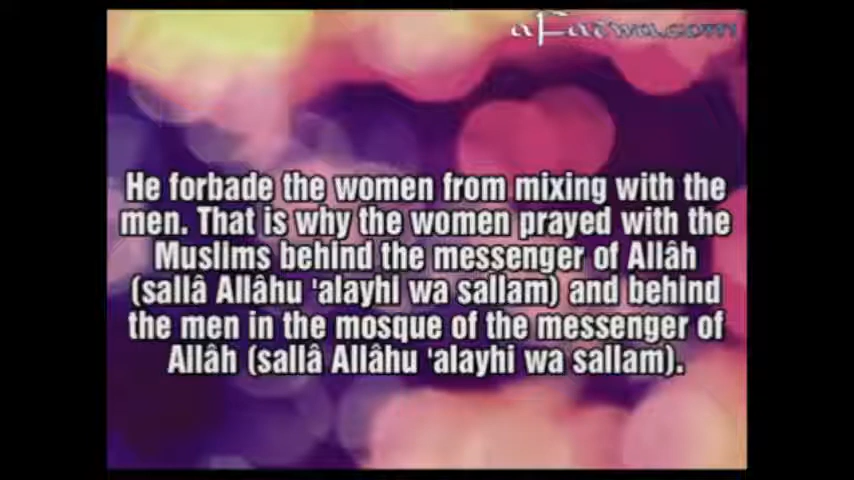 aFatwa.com
He forbade the women from mixing with the
men. That is why the women prayed with the
Muslims behind the messenger of Allâh
(sallâ Allâhu 'alayhi wa sallam) and behind
the men in the mosque of the messenger of
Allâh (sallâ Allâhu 'alayhi wa sallam).